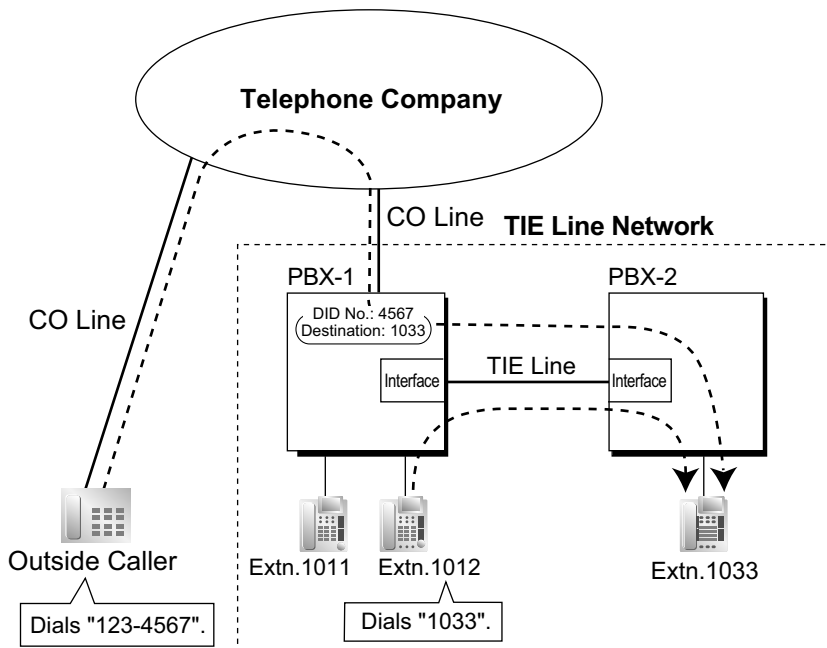 Telephone Company
CO Line
TIE Line Network
CO Line
PBX-1
PBX-2
DID No.: 4567
Destination: 1033
Interface
TIE Line
Interface
Outside Caller
Extn.1011
Extn.1012
Extn.1033
Dials "123-4567".
Dials "1033".